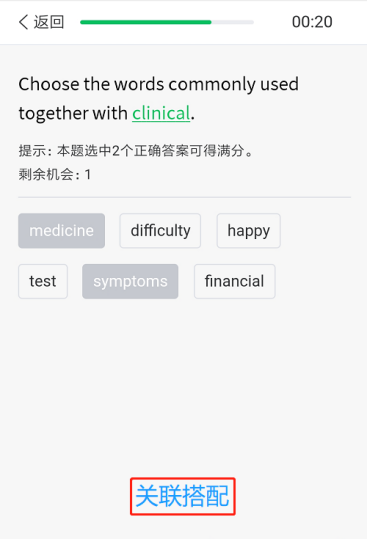 返回 00:20
Choose the words commonly used
together with clinical.
提示：本题选中2个正确答案可得满分。
剩余机会：1
medicine difficulty happy
test symptoms financial
关联搭配